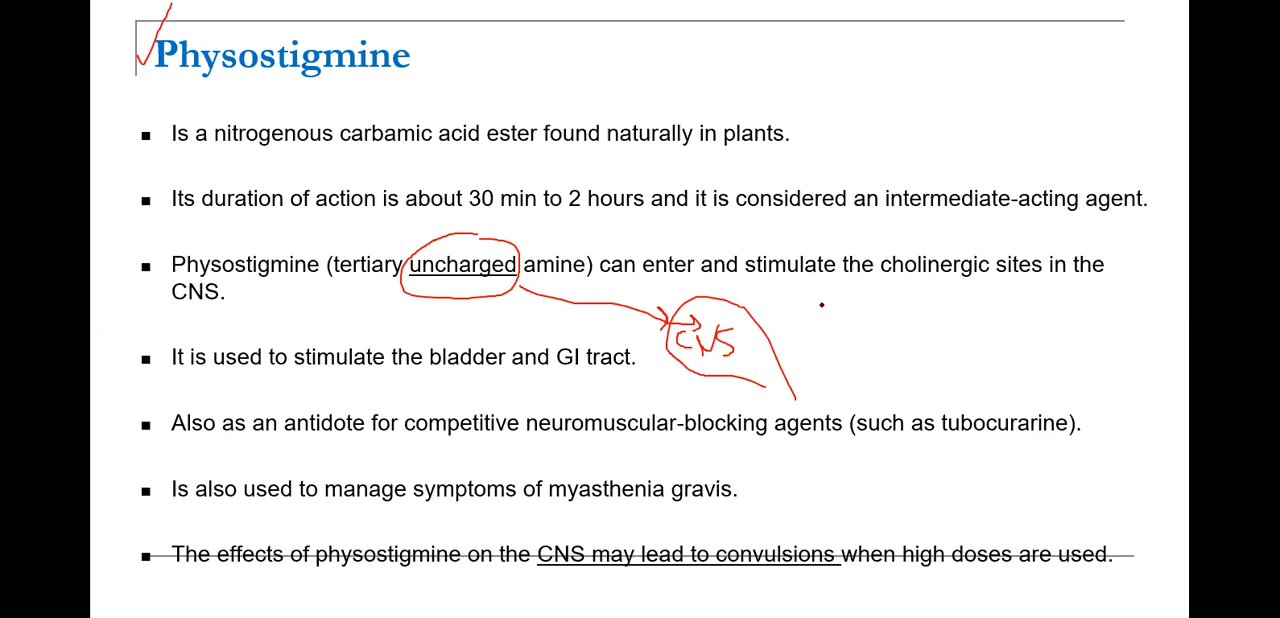 Physostigmine
▪ Is a nitrogenous carbamic acid ester found naturally in plants.
▪ Its duration of action is about 30 min to 2 hours and it is considered an intermediate-acting agent.
▪ Physostigmine (tertiary uncharged amine) can enter and stimulate the cholinergic sites in the
CNS.
CNS
▪ It is used to stimulate the bladder and GI tract.
▪ Also as an antidote for competitive neuromuscular-blocking agents (such as tubocurarine).
▪ Is also used to manage symptoms of myasthenia gravis.
▪ The effects of physostigmine on the CNS may lead to convulsions when high doses are used.